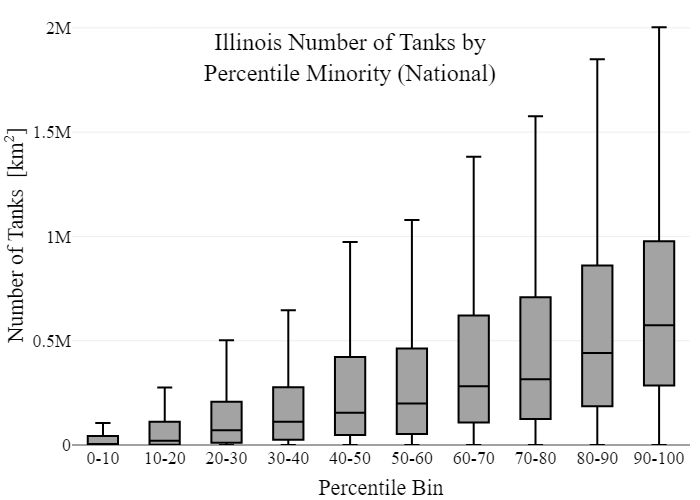 Illinois Number of Tanks by
Percentile Minority (National)
Number of Tanks [km²]
2M
1.5M
1M
0.5M
0
0-10 10-20 20-30 30-40 40-50 50-60 60-70 70-80 80-90 90-100
Percentile Bin